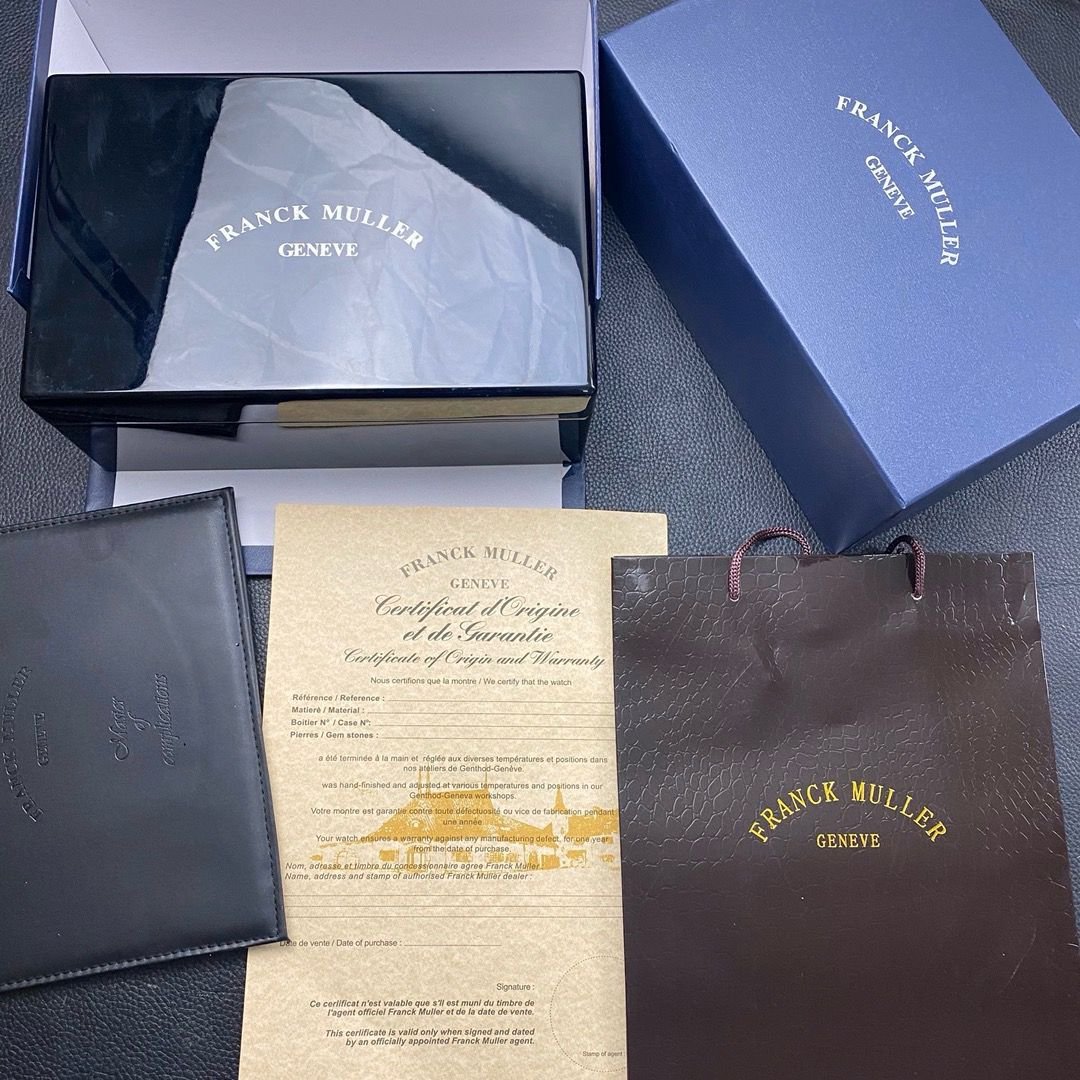 FRANCK MULLER
GENEVE
FRANCK MULLER
GENEVE
FRANCK MULLER
GENEVE
Master
of
omplications
FRANCK MULLER
GENEVE
Certificat d'Origine
et de Garantie
Certificate of Origin and Warranty
Nous certifions que la montre / We certify that the watch
Référence / Reference :
Matierè / Material :
Boitier N° / Case Nº:
Pierres / Gem stones :
a été terminée à la main et réglée aux diverses températures et positions dans
nos ateliers de Genthod-Genève.
was hand-finished and adjusted at various temperatures and positions in our
Genthod-Geneva workshops.
Votre montre est garantie contre toute défectuosité ou vice de fabrication pendant
une année.
Your watch ensures a warranty against any manufacturing defect, for one year
from the date of purchase.
Nom, adresse et timbre du concessionnaire agree Franck Muller
Name, address and stamp of authorised Franck Muller dealer :
Date de vente / Date of purchase :
Signature :
Ce certificat n'est valable que s'il est muni du timbre de
l'agent officiel Franck Muller et de la date de vente.
This certificate is valid only when signed and dated
by an officially appointed Franck Muller agent.
Stamp of agent
FRANCK MULLER
GENEVE